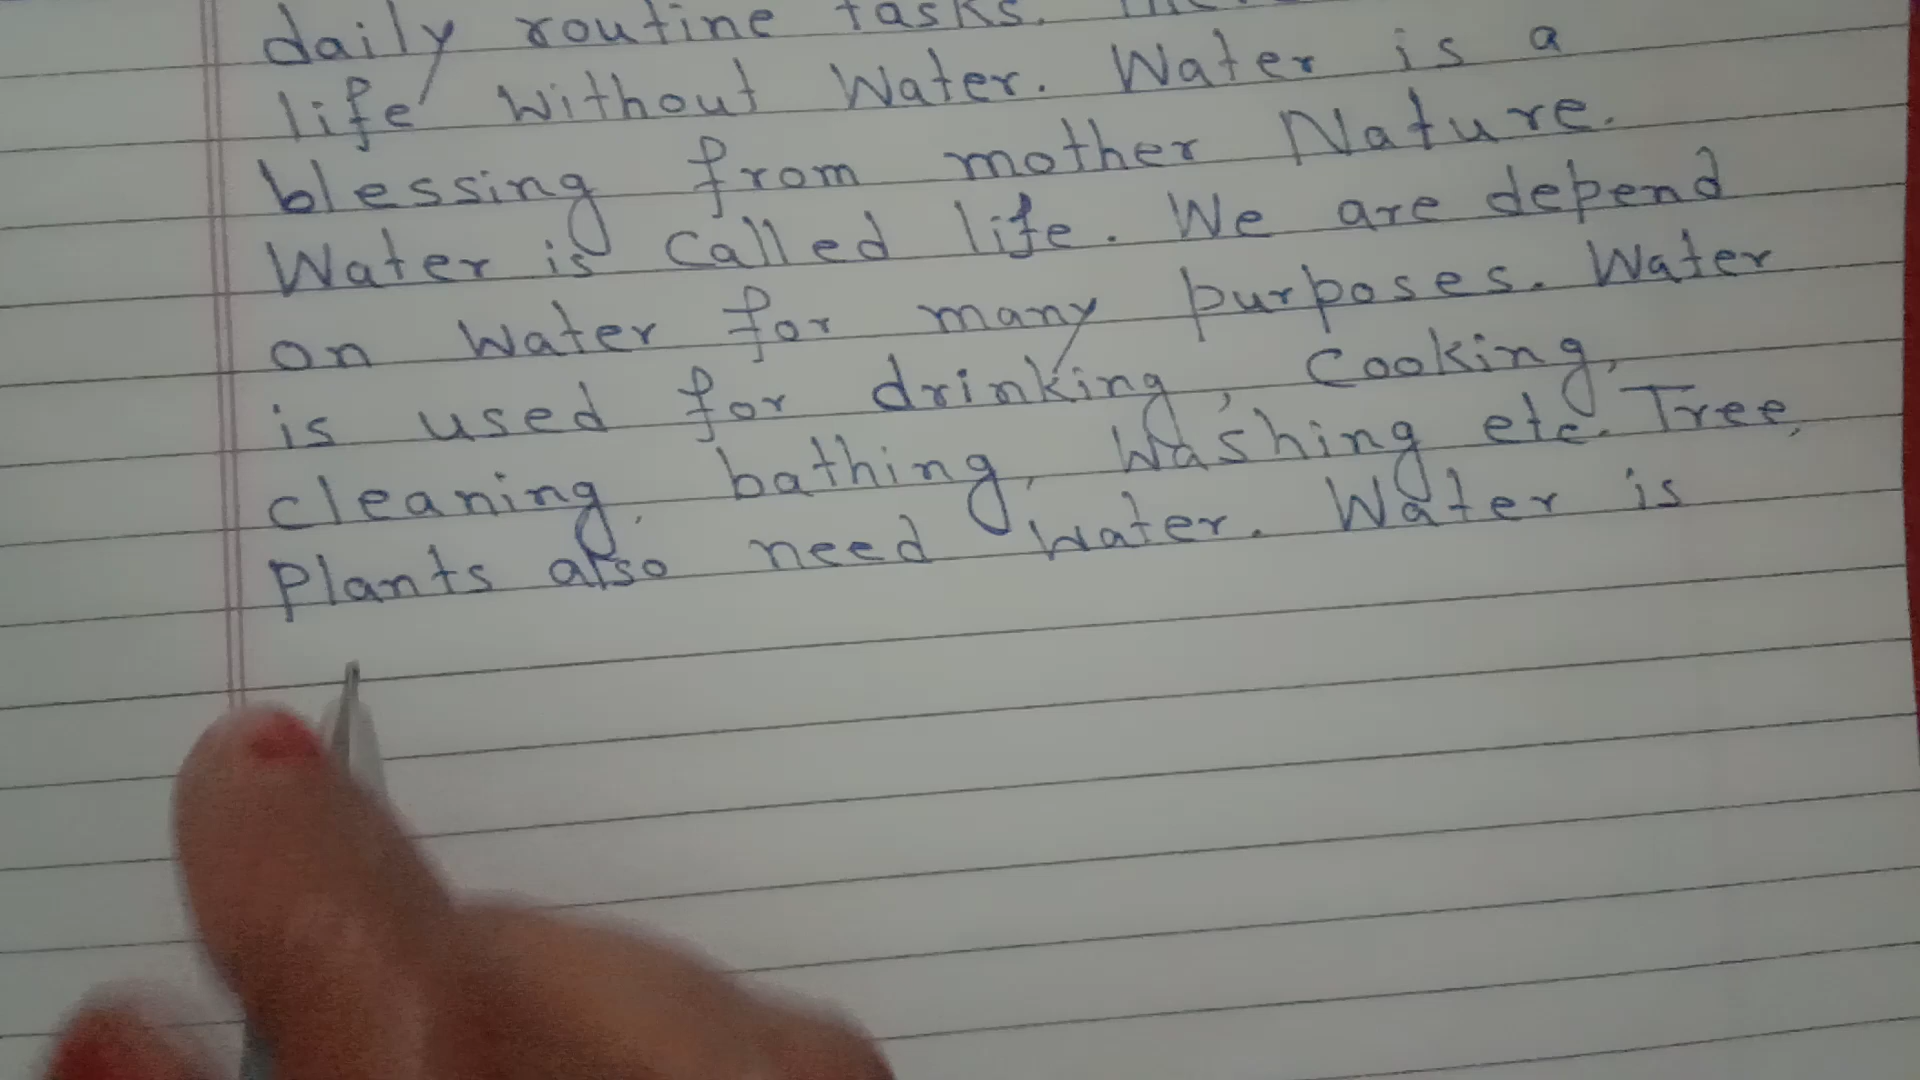 daily routine tasks.
life without water. Water is a
blessing from mother Nature.
Water is called life. We are depend
on water for many purposes. Water
is used for drinking, cooking,
cleaning, bathing, washing etc. Tree,
Plants also need water. Water is